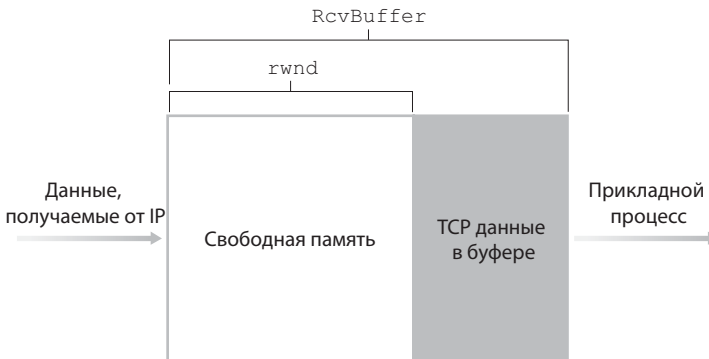 RcvBuffer
rwnd
Данные,
получаемые от IP
Свободная память
TCP данные
в буфере
Прикладной
процесс